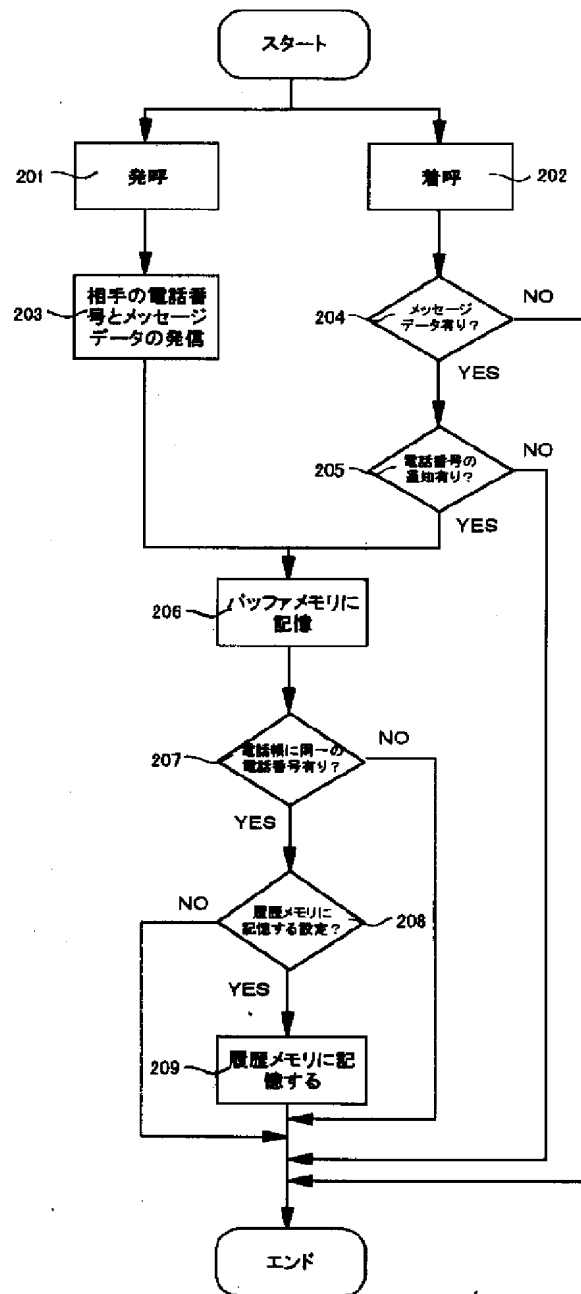 スタート
201
発呼
着呼
202
203
相手の電話番
号とメッセージ
データの発信
204
メッセージ
データ有り？
NO
YES
205
電話番号の
通知有り？
NO
YES
206
バッファメモリに
記憶
207
電話帳に同一の
電話番号有り？
NO
YES
NO
履歴メモリに
記憶する設定？
208
YES
209
履歴メモリに記
憶する
エンド